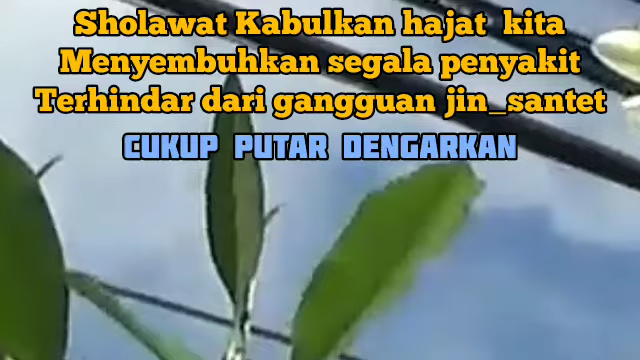 Sholawat Kabulkan hajat kita
Menyembuhkan segala penyakit
Terhindar dari gangguan jin_santet
CUKUP PUTAR DENGARKAN